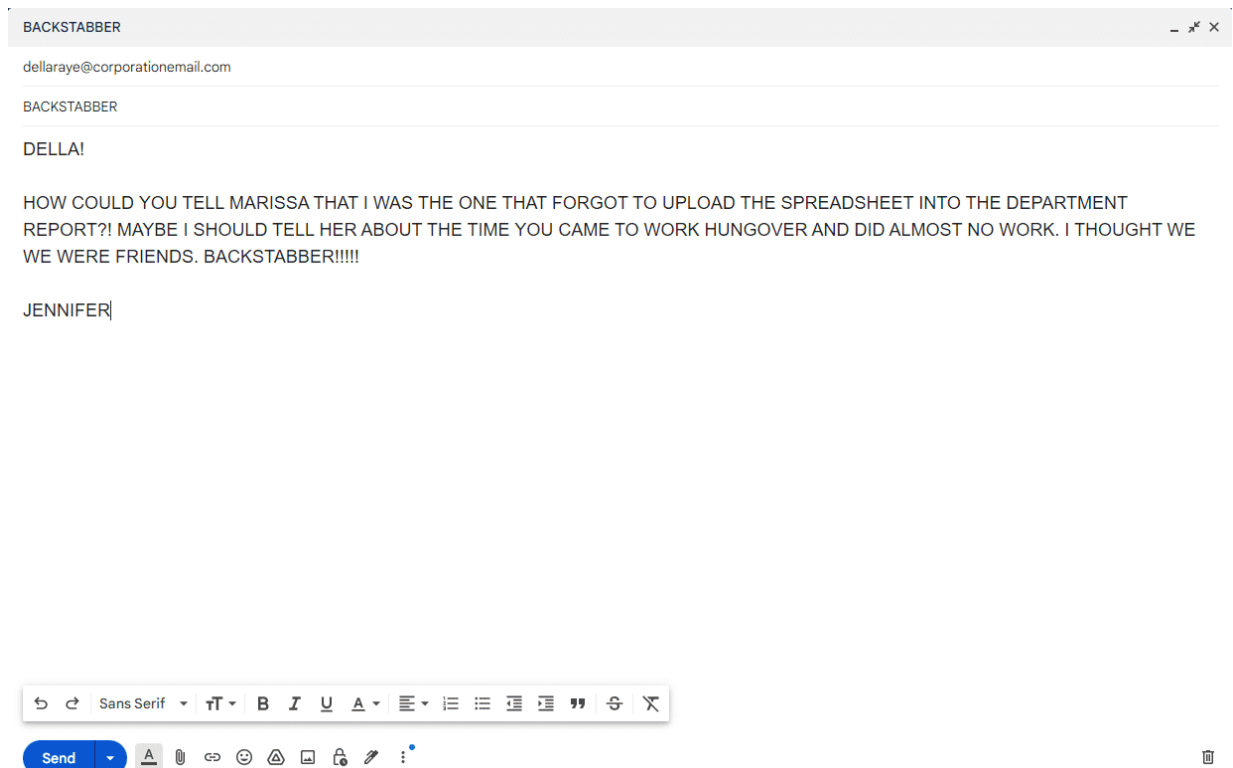 BACKSTABBER
dellaraye@corporationemail.com
BACKSTABBER
DELLA!
HOW COULD YOU TELL MARISSA THAT I WAS THE ONE THAT FORGOT TO UPLOAD THE SPREADSHEET INTO THE DEPARTMENT
REPORT?! MAYBE I SHOULD TELL HER ABOUT THE TIME YOU CAME TO WORK HUNGOVER AND DID ALMOST NO WORK. I THOUGHT WE
WE WERE FRIENDS. BACKSTABBER!!!!!
JENNIFER
Sans Serif
Send